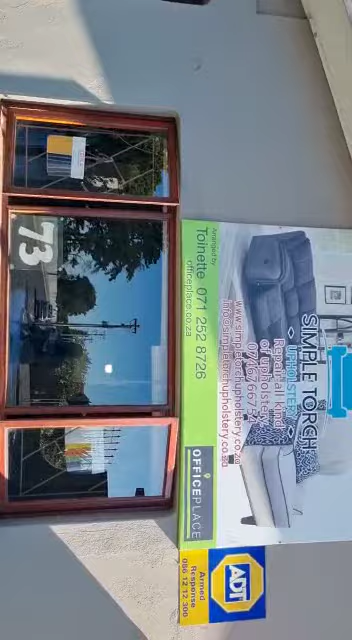 SIMPLE TORCH
UPHOLSTERY
Repair all kind
of upholstery
www.simpletorchupholstery.co.za
info@simpletorchupholstery.co.za
Arranged by
Toinette 071 252 8726
officeplace.co.za
OFFICEPLACE
ADT
Armed
Response
086 12 12 300
73